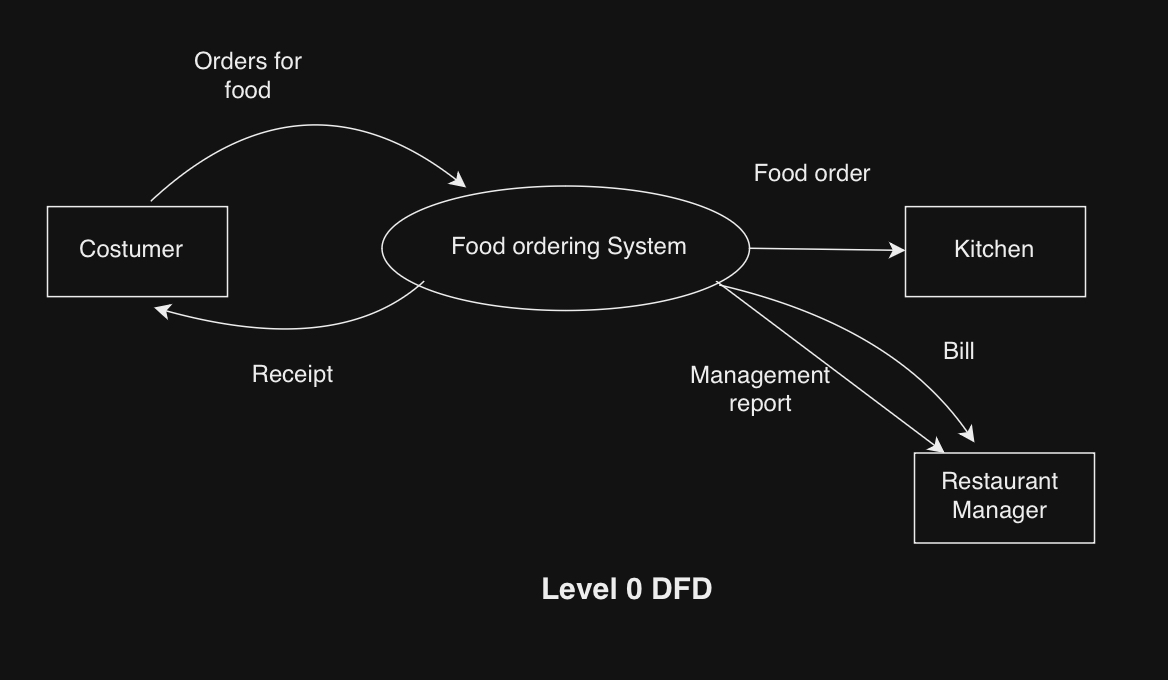 Orders for
food
Food order
Costumer
Food ordering System
Kitchen
Bill
Receipt
Management
report
Restaurant
Manager
Level 0 DFD